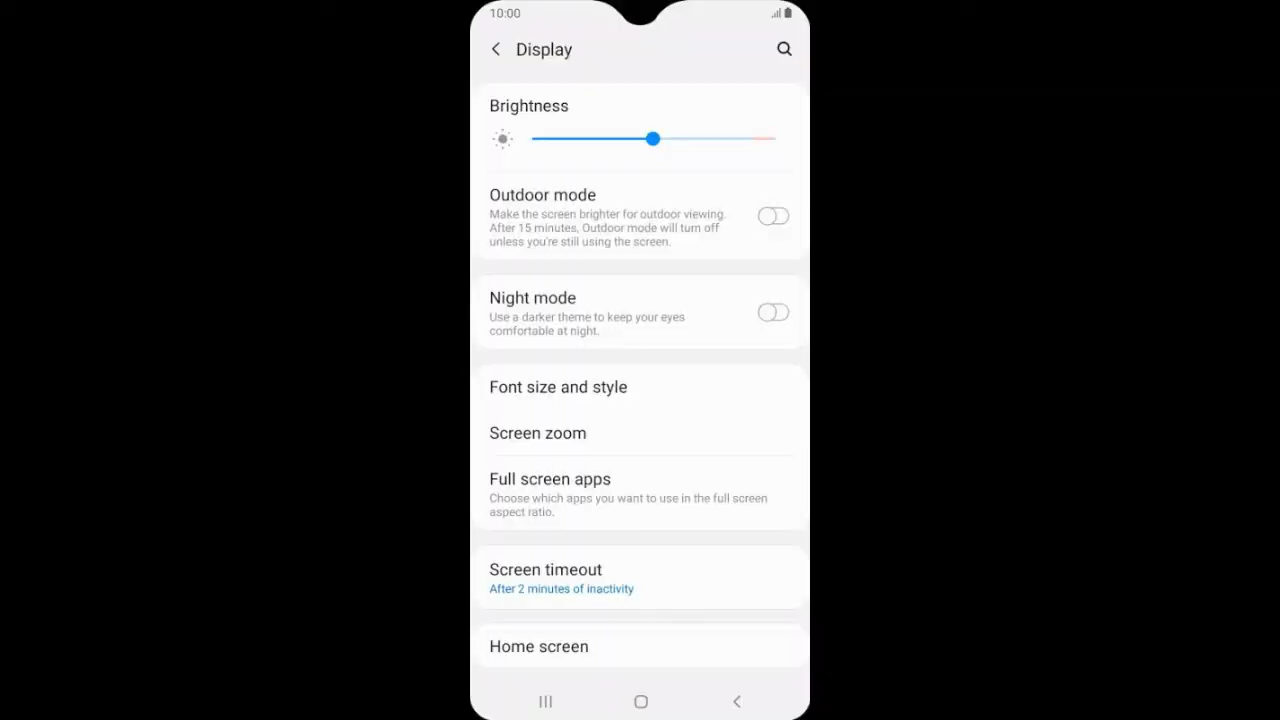 10:00
Display
Brightness
Outdoor mode
Make the screen brighter for outdoor viewing.
After 15 minutes, Outdoor mode will turn off
unless you're still using the screen.
Night mode
Use a darker theme to keep your eyes
comfortable at night.
Font size and style
Screen zoom
Full screen apps
Choose which apps you want to use in the full screen
aspect ratio.
Screen timeout
After 2 minutes of inactivity
Home screen